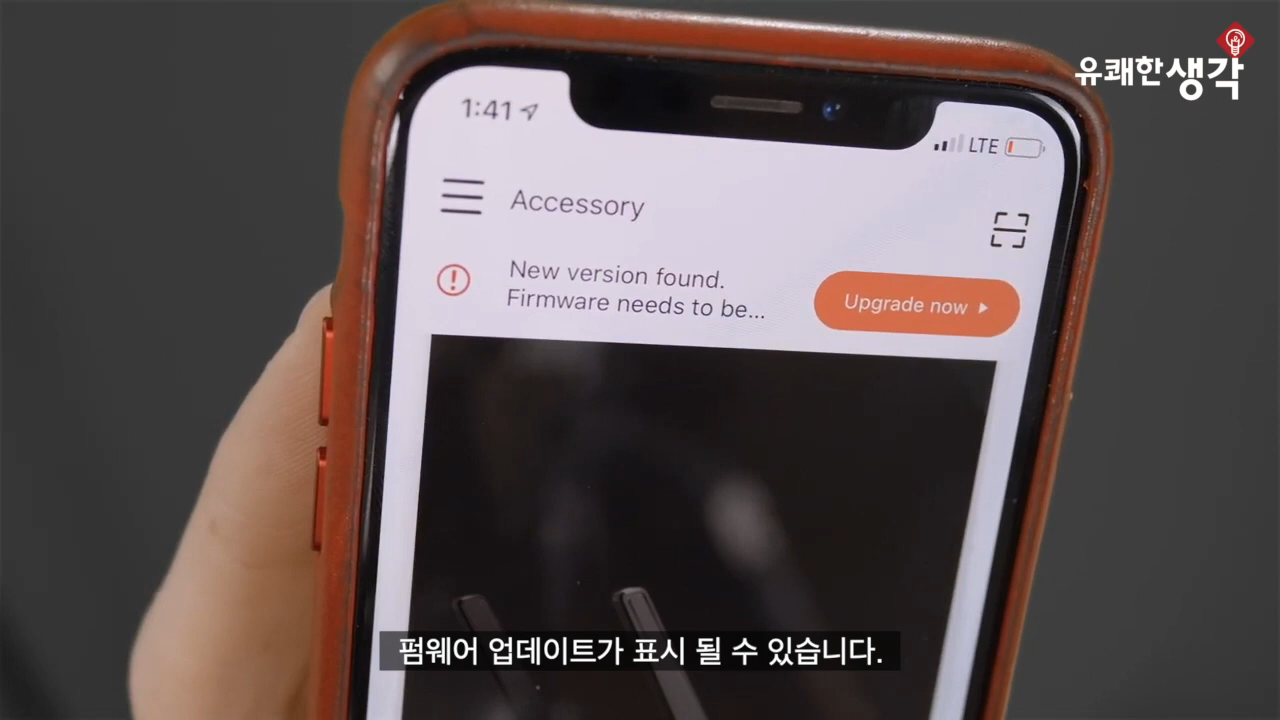 유쾌한생각
1:41
LTE
Accessory
New version found.
Firmware needs to be...
Upgrade now
펌웨어 업데이트가 표시 될 수 있습니다.